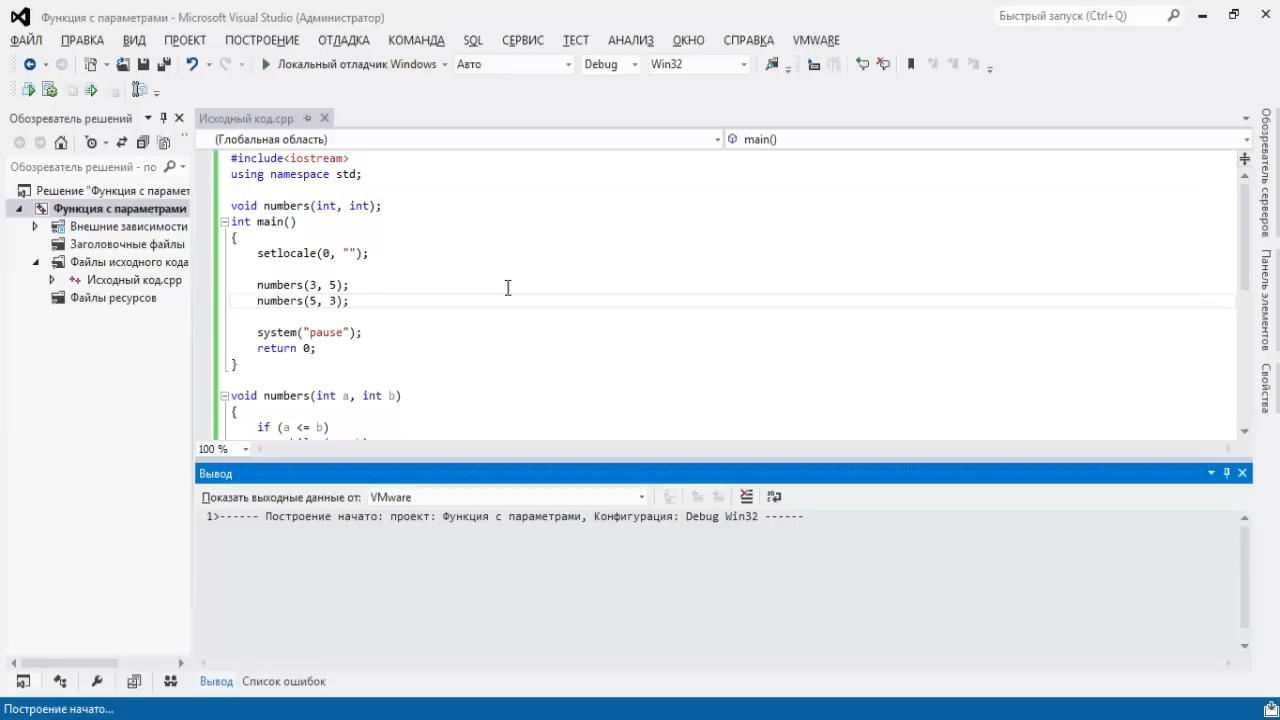 Функция с параметрами - Microsoft Visual Studio (Администратор)
Быстрый запуск (Ctrl+Q)
ФАЙЛ ПРАВКА ВИД ПРОЕКТ ПОСТРОЕНИЕ ОТЛАДКА КОМАНДА SQL СЕРВИС ТЕСТ АНАЛИЗ ОКНО СПРАВКА VMWARE
Локальный отладчик Windows Авто Debug Win32
Обозреватель решений
Обозреватель решений - по
Решение "Функция с парамет
Функция с параметрами
Внешние зависимости
Заголовочные файлы
Файлы исходного кода
Исходный код.cpp
Файлы ресурсов
Исходный код.cpp
(Глобальная область) main()
#include<iostream>
using namespace std;
void numbers(int, int);
int main()
{
setlocale(0, "");
numbers(3, 5);
numbers(5, 3);
system("pause");
return 0;
}
void numbers(int a, int b)
{
if (a <= b)
100 %
Вывод
Показать выходные данные от: VMware
1>------ Построение начато: проект: Функция с параметрами, Конфигурация: Debug Win32 ------
Вывод Список ошибок
Обозреватель серверов
Панель элементов
Свойства
Построение начато...